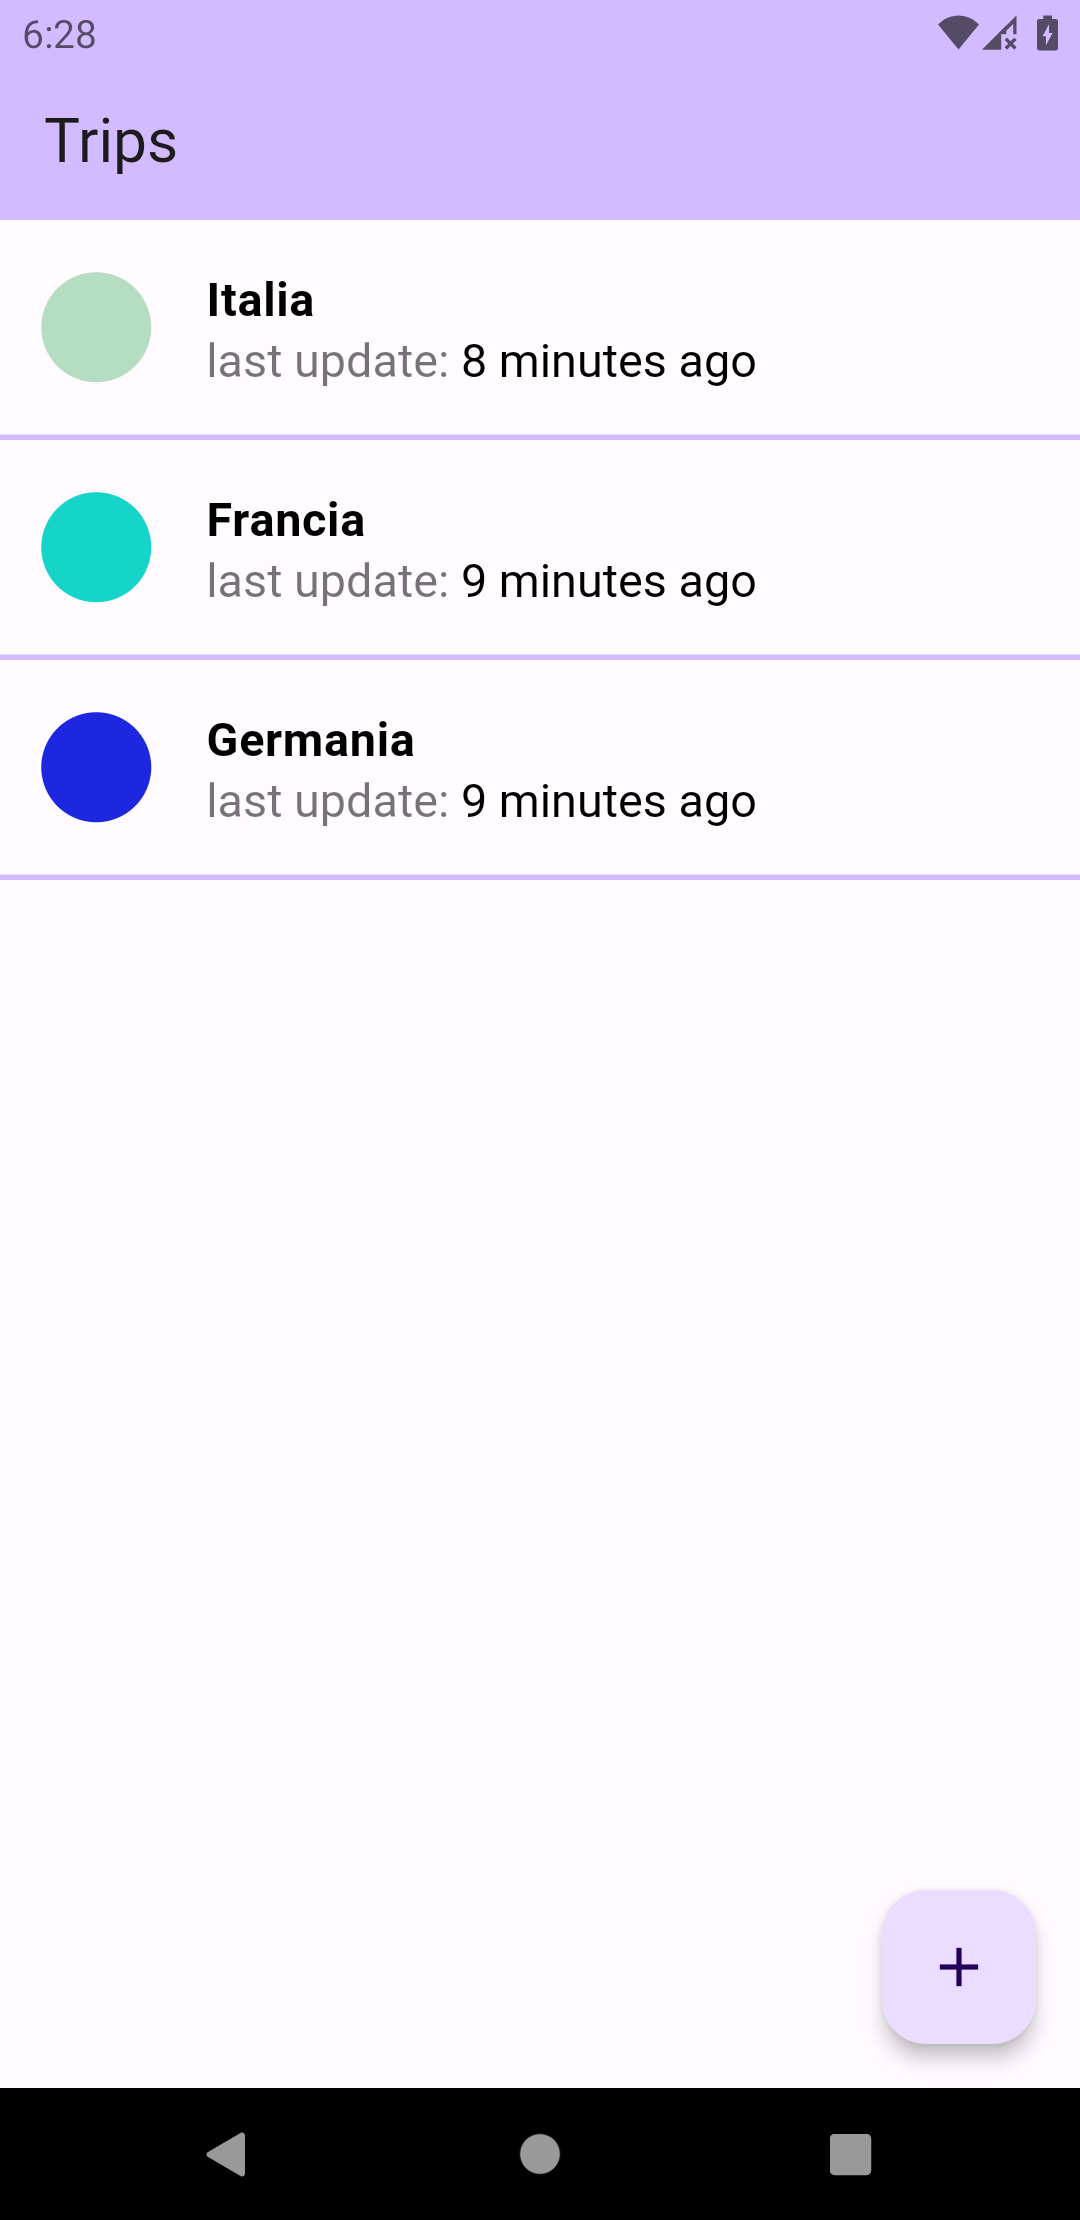 6:28
Trips
Italia
last update: 8 minutes ago
Francia
last update: 9 minutes ago
Germania
last update: 9 minutes ago